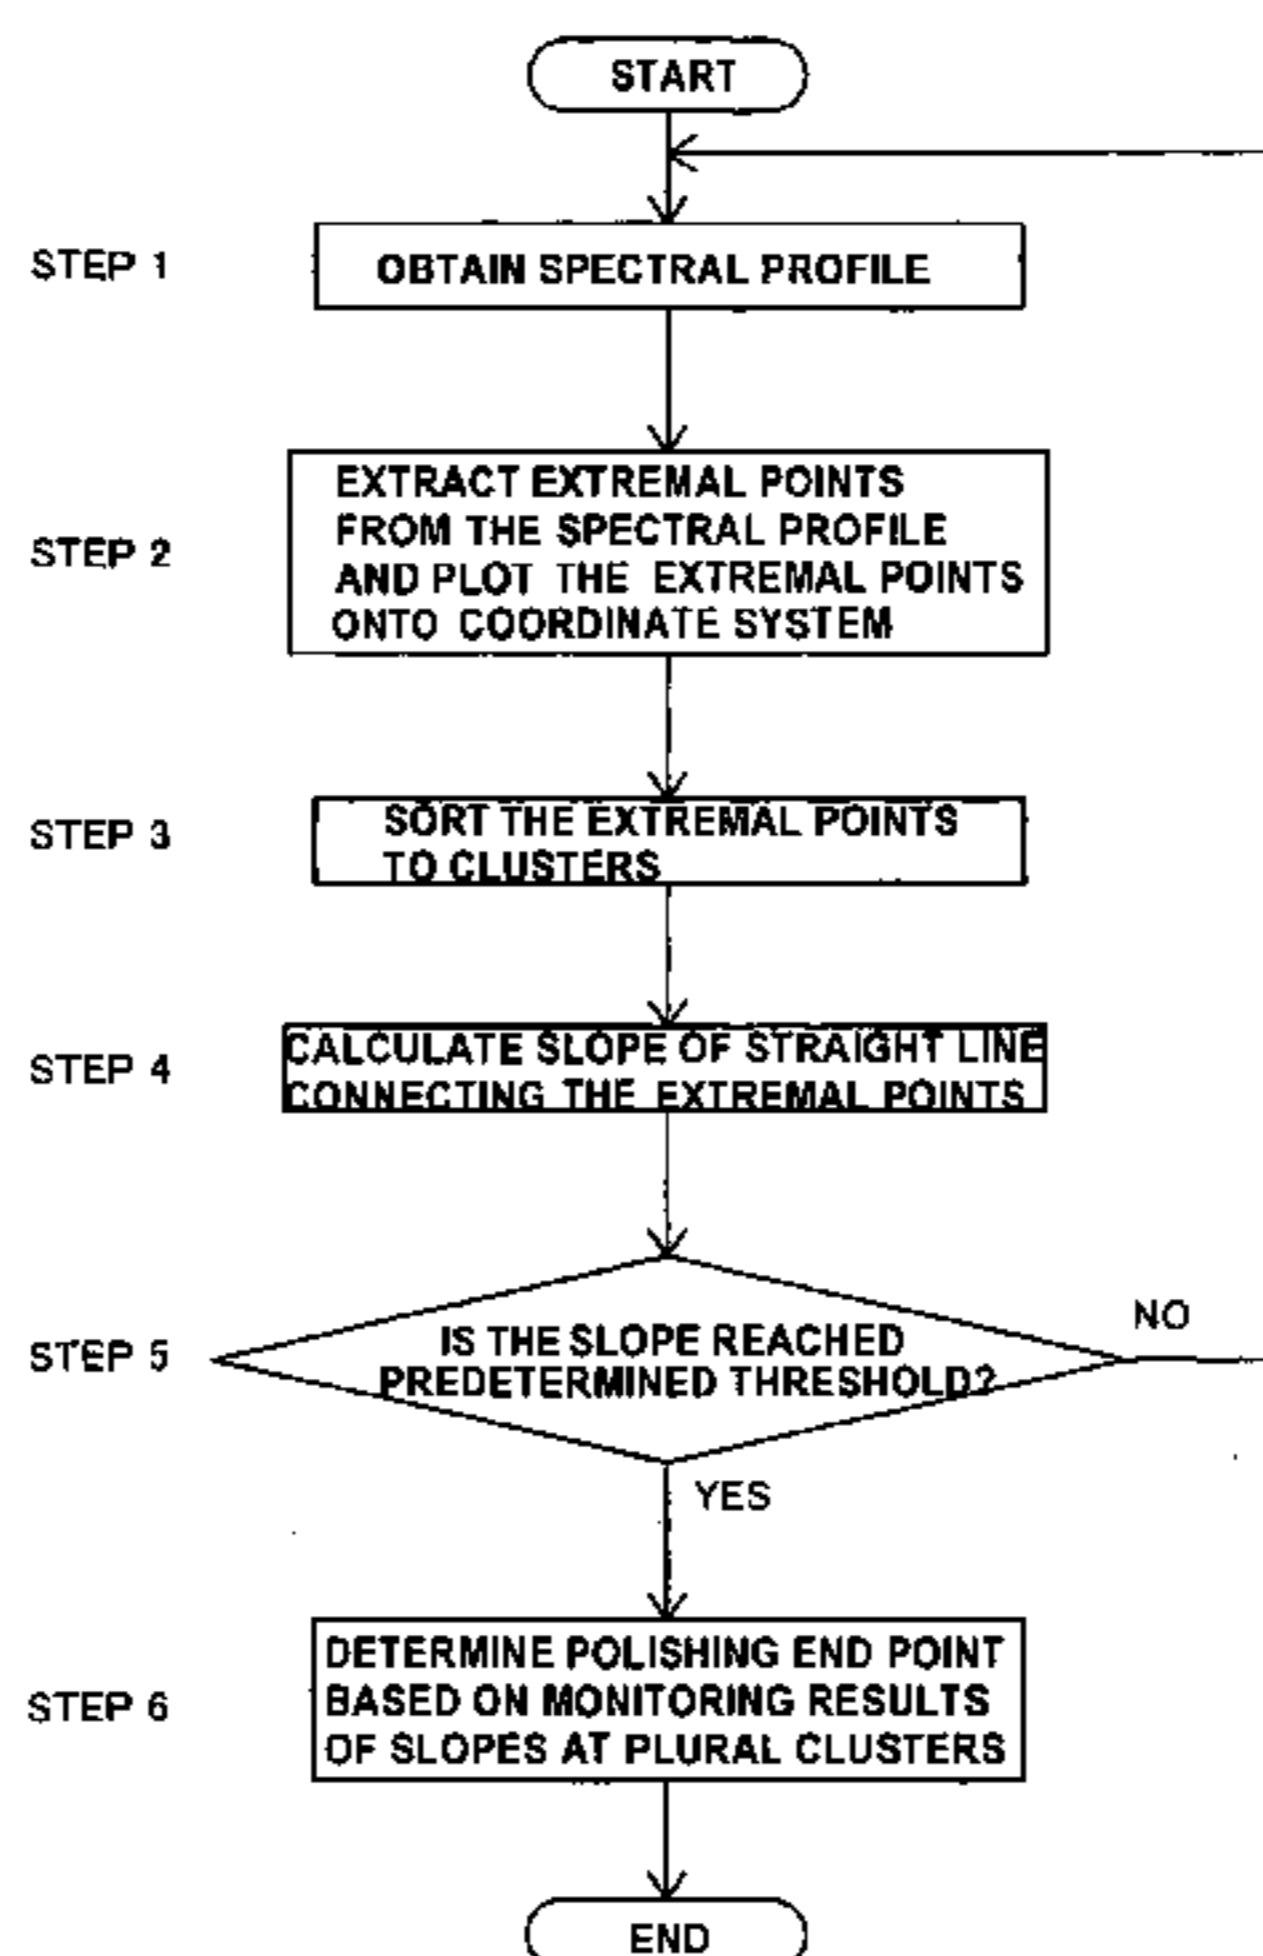 START
STEP 1
OBTAIN SPECTRAL PROFILE
STEP 2
EXTRACT EXTREMAL POINTS
FROM THE SPECTRAL PROFILE
AND PLOT THE EXTREMAL POINTS
ONTO COORDINATE SYSTEM
STEP 3
SORT THE EXTREMAL POINTS
TO CLUSTERS
STEP 4
CALCULATE SLOPE OF STRAIGHT LINE
CONNECTING THE EXTREMAL POINTS
STEP 5
IS THE SLOPE REACHED
PREDETERMINED THRESHOLD?
NO
YES
STEP 6
DETERMINE POLISHING END POINT
BASED ON MONITORING RESULTS
OF SLOPES AT PLURAL CLUSTERS
END